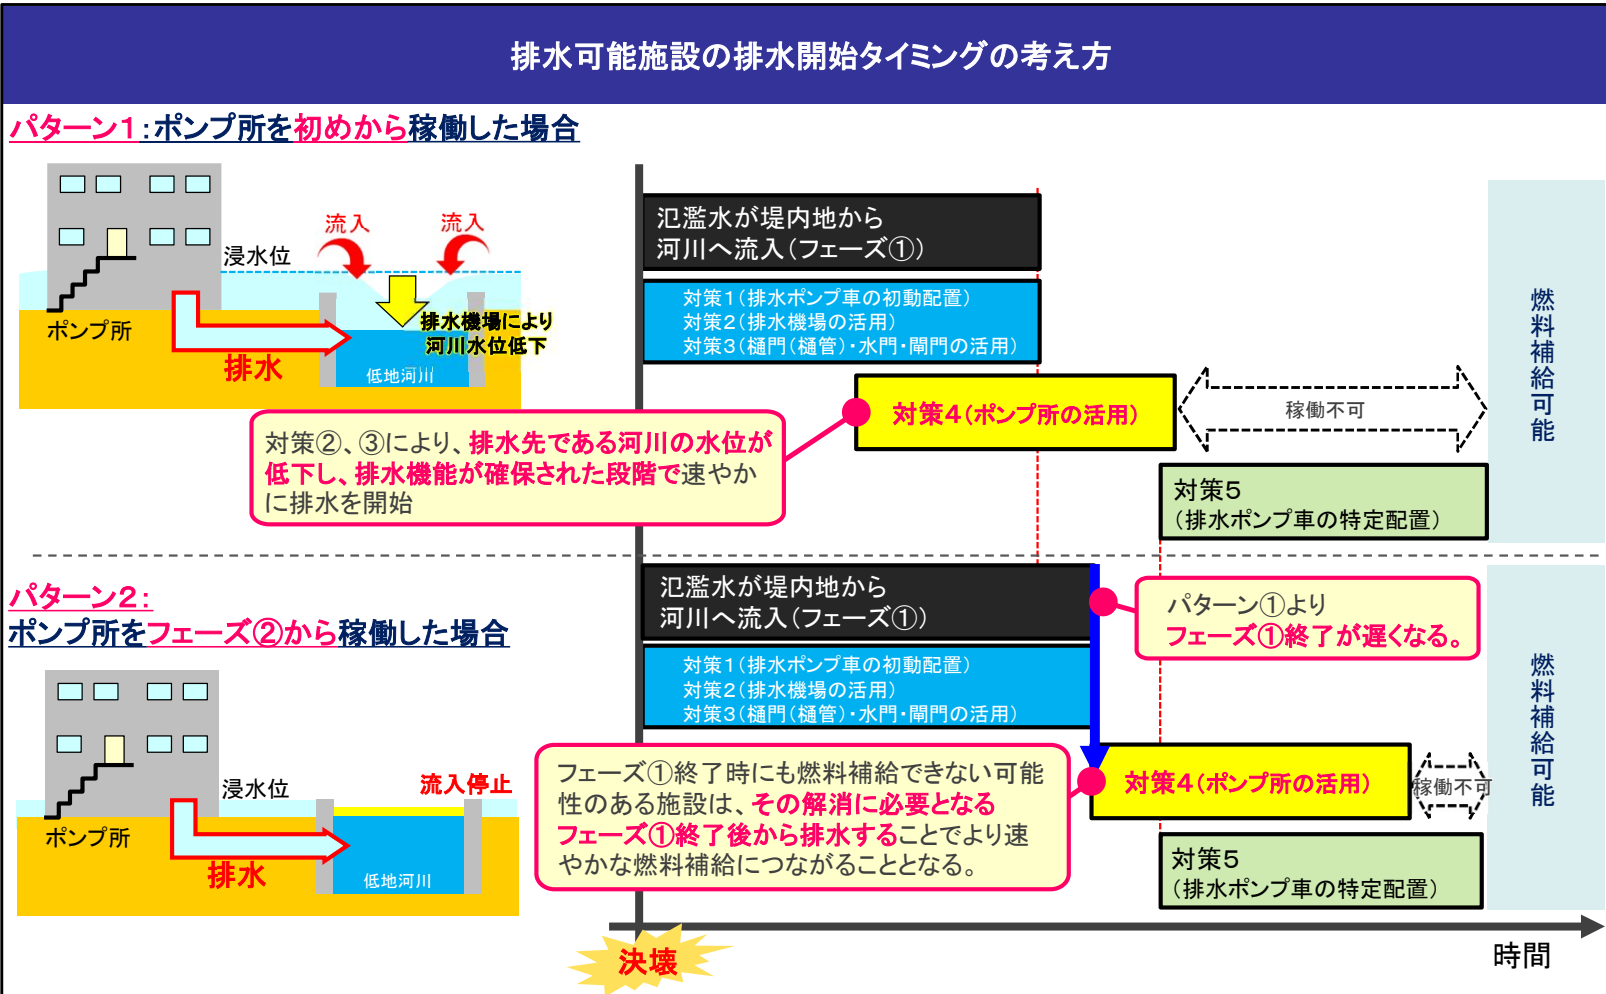 排水可能施設の排水開始タイミングの考え方
パターン1：ポンプ所を初めから稼働した場合
流入
流入
浸水位
ポンプ所
排水機場により
河川水位低下
排水
低地河川
氾濫水が堤内地から
河川へ流入（フェーズ①）
対策1（排水ポンプ車の初動配置）
対策2（排水機場の活用）
対策3（樋門（樋管）・水門・閘門の活用）
対策4（ポンプ所の活用）
稼働不可
燃料補給可能
対策②、③により、排水先である河川の水位が
低下し、排水機能が確保された段階で速やか
に排水を開始
対策5
（排水ポンプ車の特定配置）
パターン2：
ポンプ所をフェーズ②から稼働した場合
浸水位
流入停止
ポンプ所
排水
低地河川
氾濫水が堤内地から
河川へ流入（フェーズ①）
対策1（排水ポンプ車の初動配置）
対策2（排水機場の活用）
対策3（樋門（樋管）・水門・閘門の活用）
パターン①より
フェーズ①終了が遅くなる。
フェーズ①終了時にも燃料補給できない可能
性のある施設は、その解消に必要となる
フェーズ①終了後から排水することでより速
やかな燃料補給につながることとなる。
対策4（ポンプ所の活用）
稼働不可
燃料補給可能
対策5
（排水ポンプ車の特定配置）
決壊
時間